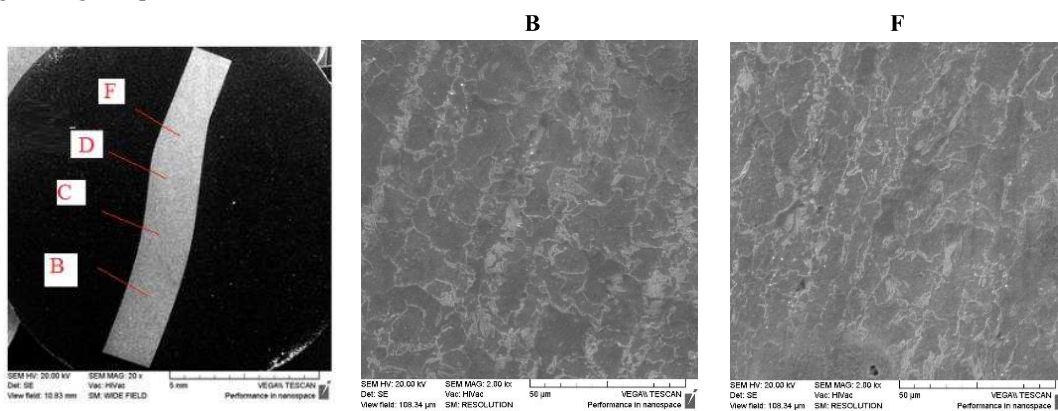 B
F
F
D
C
B
SEM HV: 20.00 kV SEM MAG: 20 x
Det: SE Vac: HiVac 5 mm VEGA\\ TESCAN
View field: 10.83 mm SM: WIDE FIELD Performance in nanospace
SEM HV: 20.00 kV SEM MAG: 2.00 kx
Det: SE Vac: HiVac 50 µm VEGA\\ TESCAN
View field: 108.34 µm SM: RESOLUTION Performance in nanospace
SEM HV: 20.00 kV SEM MAG: 2.00 kx
Det: SE Vac: HiVac 50 µm VEGA\\ TESCAN
View field: 108.34 µm SM: RESOLUTION Performance in nanospace